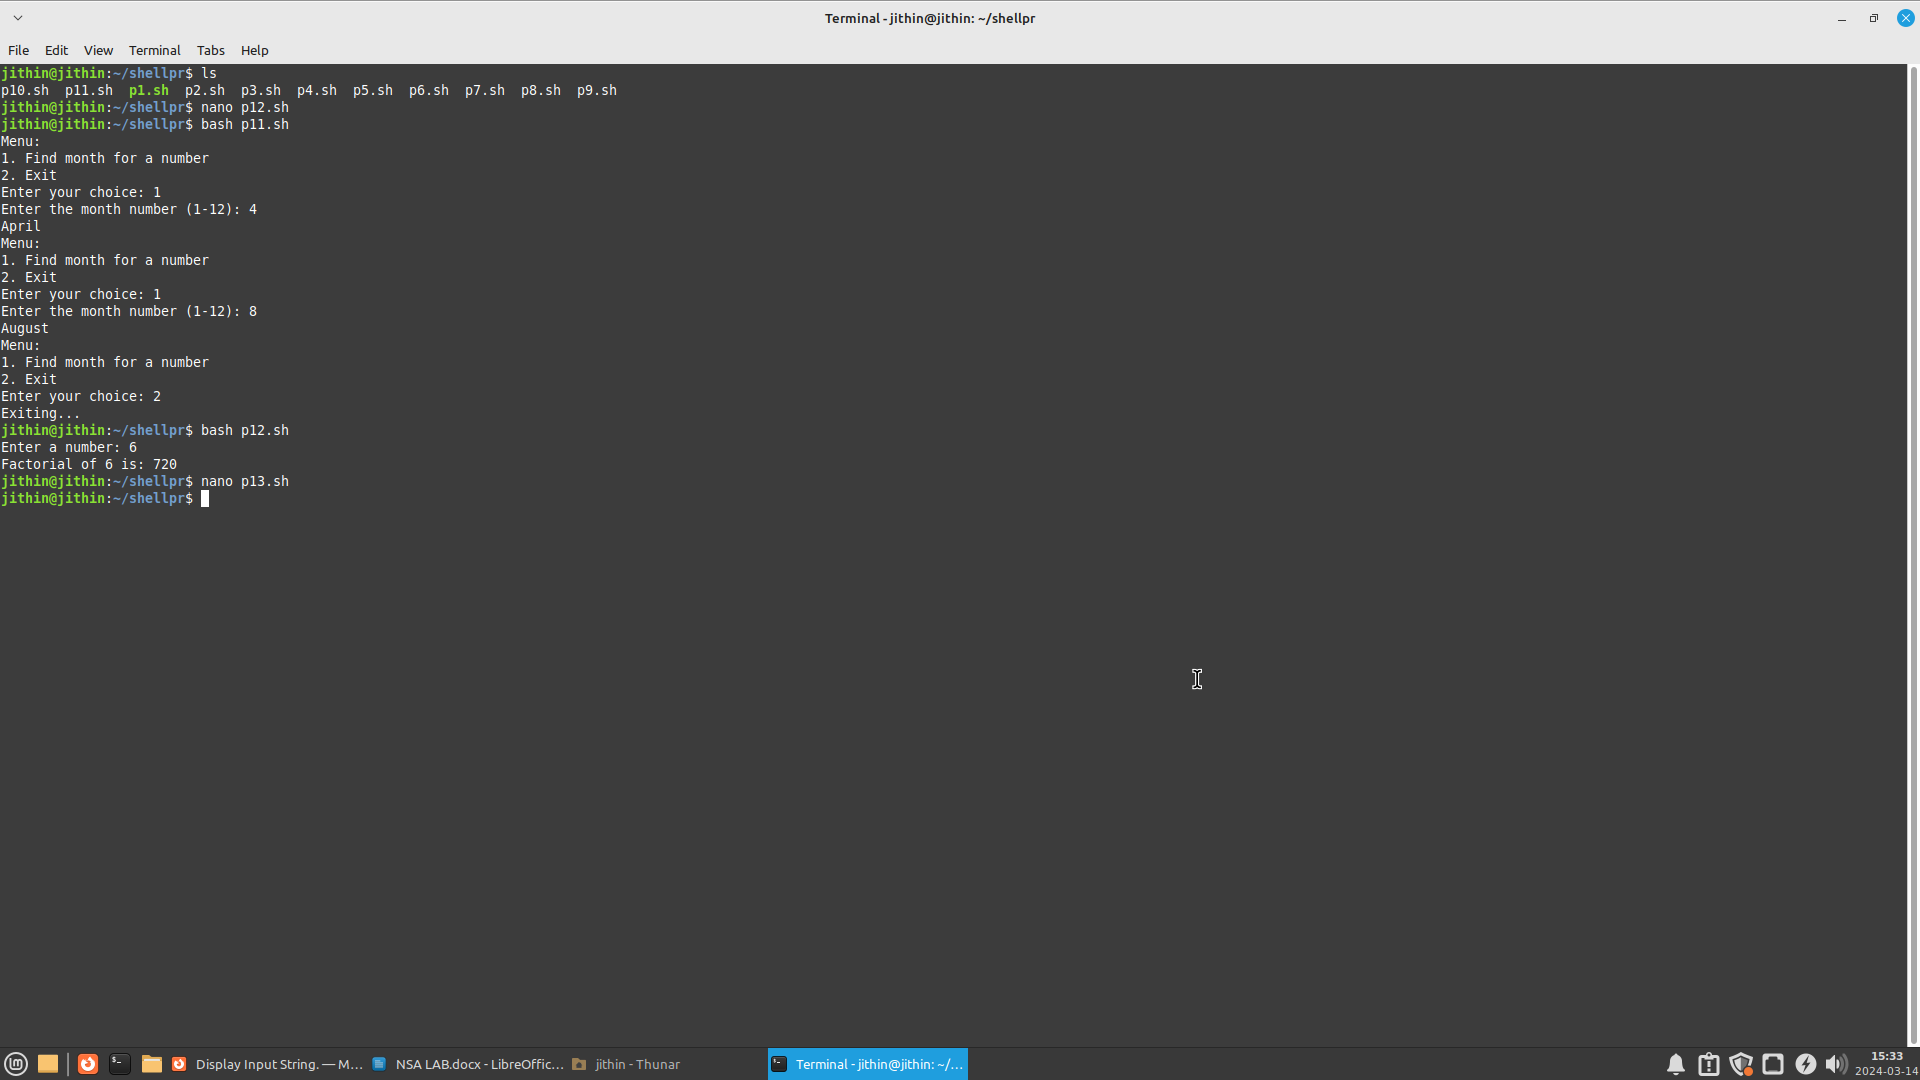 Terminal - jithin@jithin: ~/shellpr
File Edit View Terminal Tabs Help
jithin@jithin:~/shellpr$ ls
p10.sh  p11.sh  p1.sh  p2.sh  p3.sh  p4.sh  p5.sh  p6.sh  p7.sh  p8.sh  p9.sh
jithin@jithin:~/shellpr$ nano p12.sh
jithin@jithin:~/shellpr$ bash p11.sh
Menu:
1. Find month for a number
2. Exit
Enter your choice: 1
Enter the month number (1-12): 4
April
Menu:
1. Find month for a number
2. Exit
Enter your choice: 1
Enter the month number (1-12): 8
August
Menu:
1. Find month for a number
2. Exit
Enter your choice: 2
Exiting...
jithin@jithin:~/shellpr$ bash p12.sh
Enter a number: 6
Factorial of 6 is: 720
jithin@jithin:~/shellpr$ nano p13.sh
jithin@jithin:~/shellpr$
Display Input String. — M... NSA LAB.docx - LibreOffic... jithin - Thunar Terminal - jithin@jithin: ~/...
15:33
2024-03-14